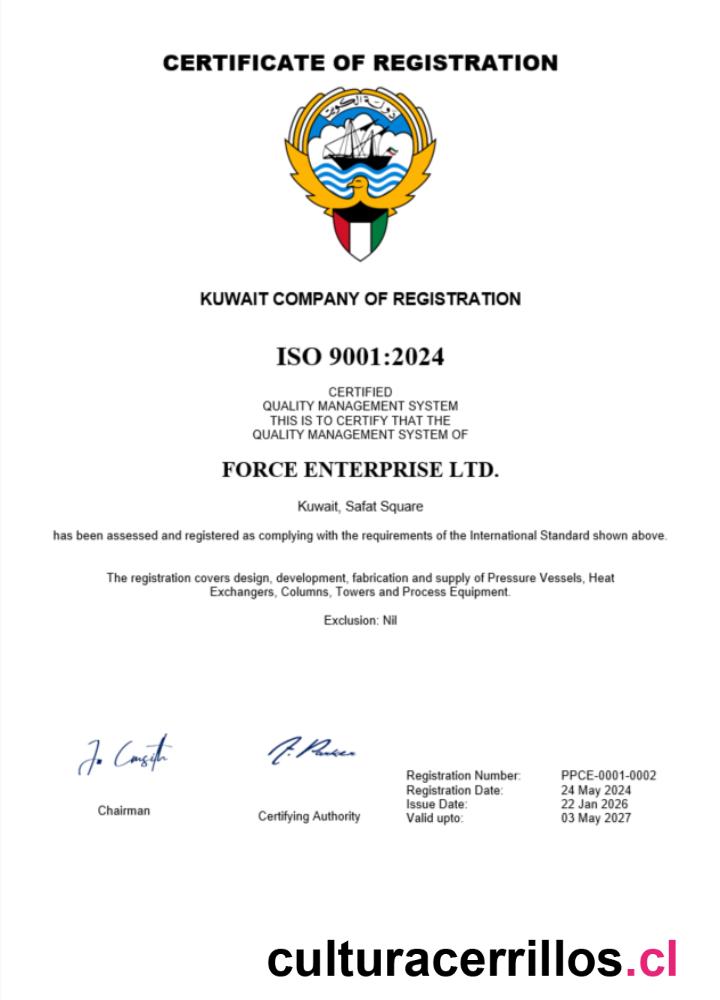 CERTIFICATE OF REGISTRATION
دولة الكويت
KUWAIT COMPANY OF REGISTRATION
ISO 9001:2024
CERTIFIED
QUALITY MANAGEMENT SYSTEM
THIS IS TO CERTIFY THAT THE
QUALITY MANAGEMENT SYSTEM OF
FORCE ENTERPRISE LTD.
Kuwait, Safat Square
has been assessed and registered as complying with the requirements of the International Standard shown above.
The registration covers design, development, fabrication and supply of Pressure Vessels, Heat
Exchangers, Columns, Towers and Process Equipment.
Exclusion: Nil
Chairman
Certifying Authority
Registration Number: PPCE-0001-0002
Registration Date: 24 May 2024
Issue Date: 22 Jan 2026
Valid upto: 03 May 2027
culturacerrillos.cl